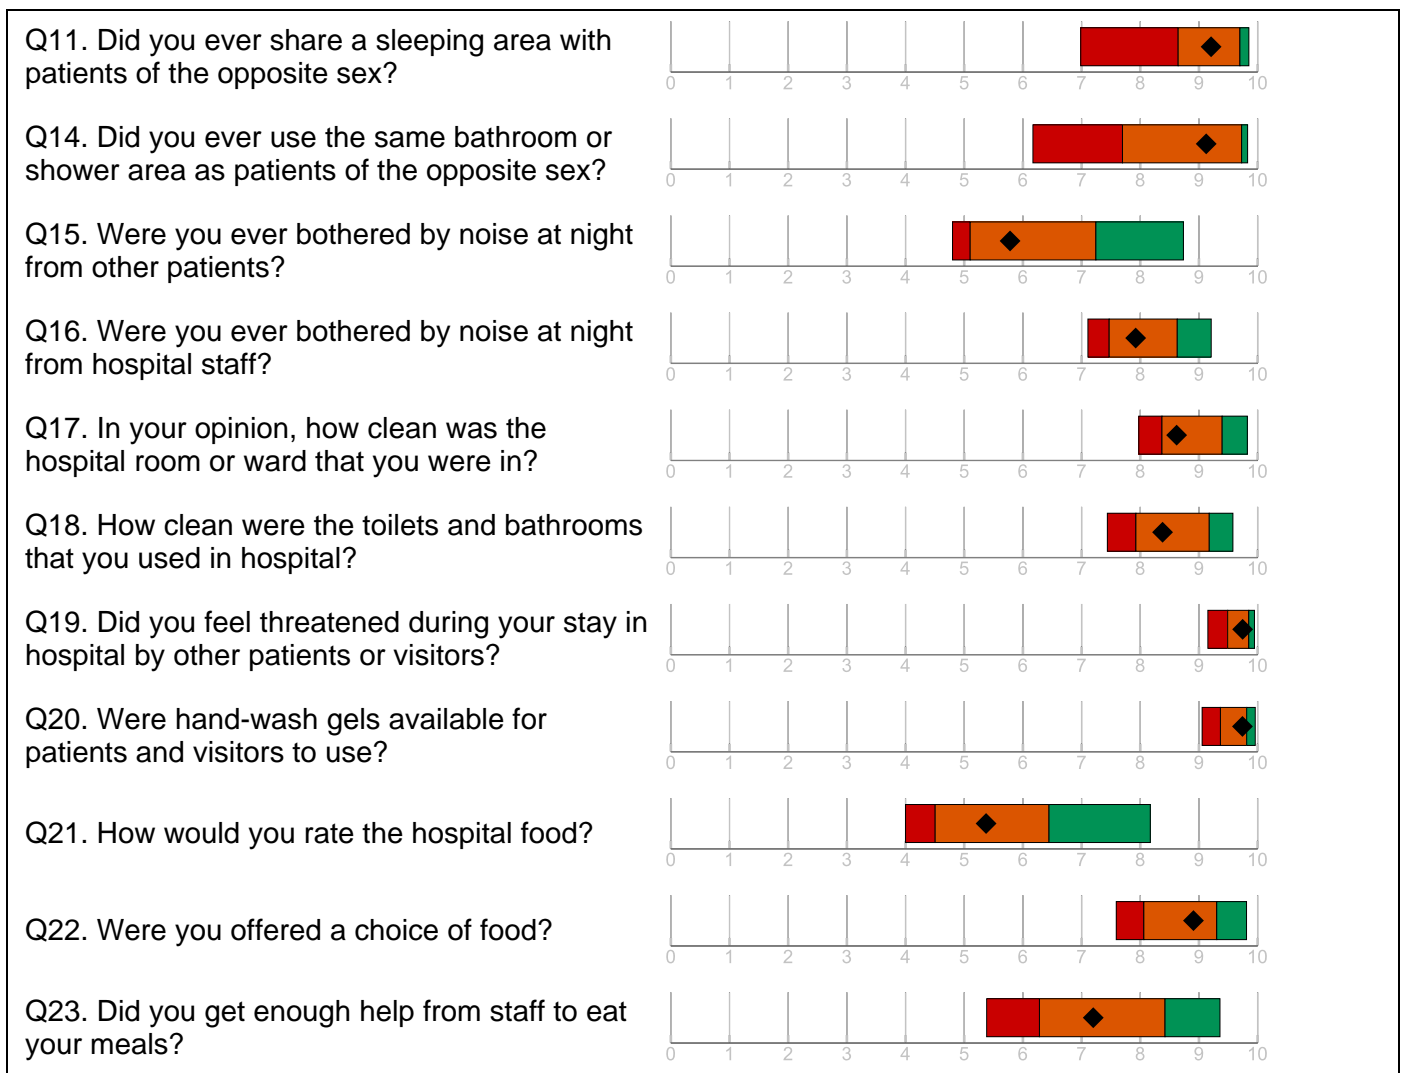 Q11. Did you ever share a sleeping area with
patients of the opposite sex?
0 1 2 3 4 5 6 7 8 9 10
Q14. Did you ever use the same bathroom or
shower area as patients of the opposite sex?
0 1 2 3 4 5 6 7 8 9 10
Q15. Were you ever bothered by noise at night
from other patients?
0 1 2 3 4 5 6 7 8 9 10
Q16. Were you ever bothered by noise at night
from hospital staff?
0 1 2 3 4 5 6 7 8 9 10
Q17. In your opinion, how clean was the
hospital room or ward that you were in?
0 1 2 3 4 5 6 7 8 9 10
Q18. How clean were the toilets and bathrooms
that you used in hospital?
0 1 2 3 4 5 6 7 8 9 10
Q19. Did you feel threatened during your stay in
hospital by other patients or visitors?
0 1 2 3 4 5 6 7 8 9 10
Q20. Were hand-wash gels available for
patients and visitors to use?
0 1 2 3 4 5 6 7 8 9 10
Q21. How would you rate the hospital food?
0 1 2 3 4 5 6 7 8 9 10
Q22. Were you offered a choice of food?
0 1 2 3 4 5 6 7 8 9 10
Q23. Did you get enough help from staff to eat
your meals?
0 1 2 3 4 5 6 7 8 9 10